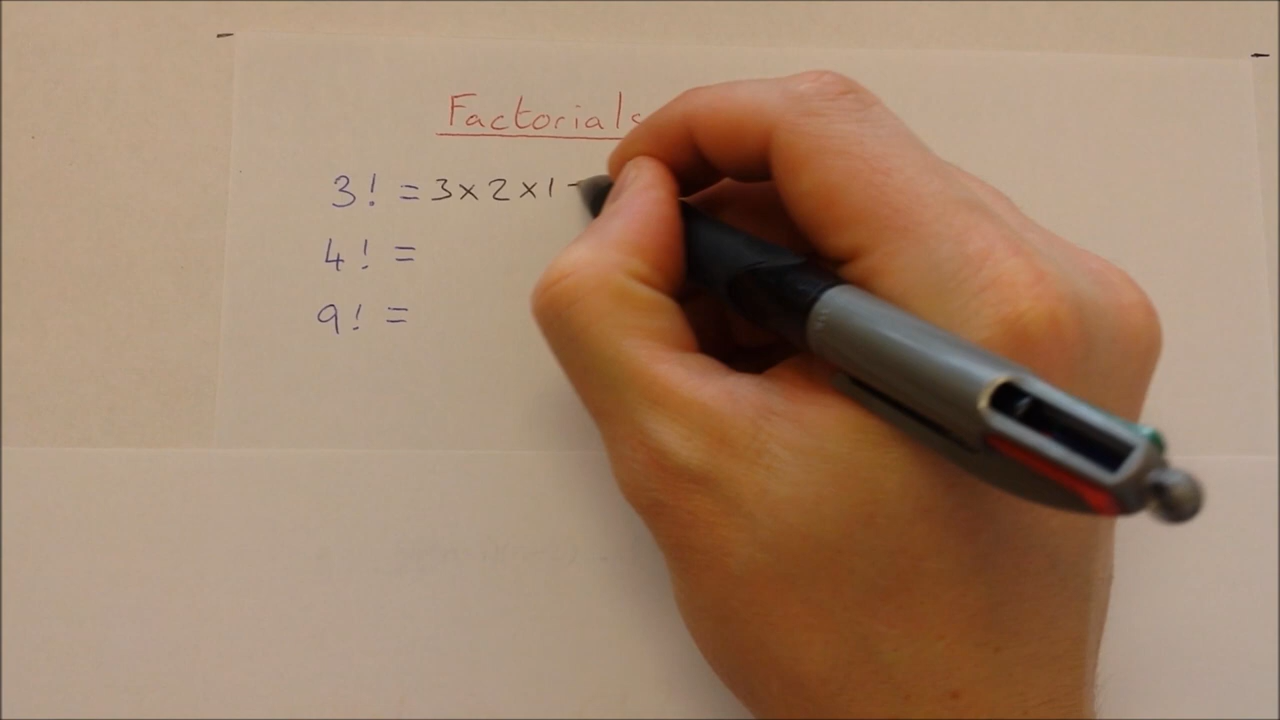 Factorials
3! = 3×2×1 -
4! =
9! =